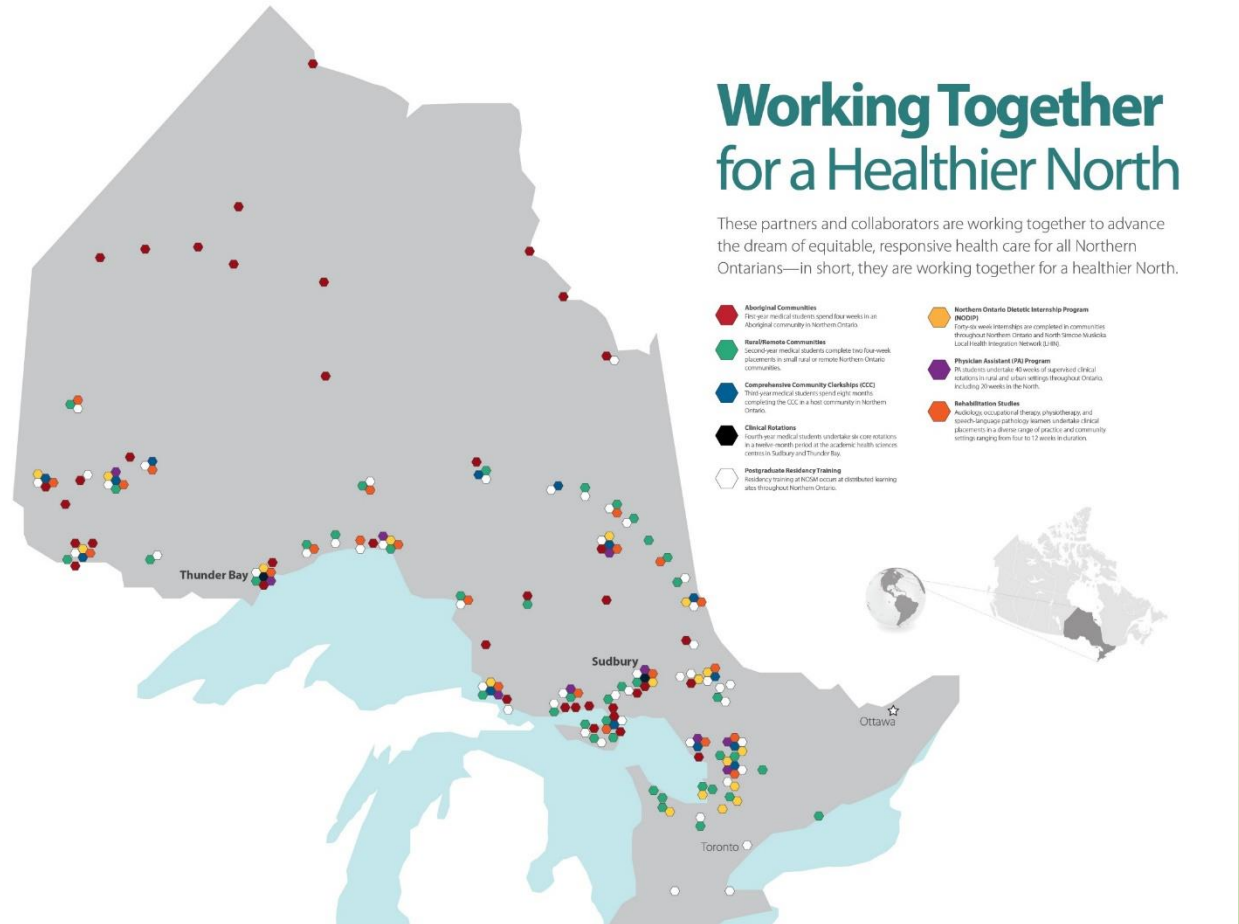 Working Together
for a Healthier North
These partners and collaborators are working together to advance
the dream of equitable, responsive health care for all Northern
Ontarians—in short, they are working together for a healthier North.
Aboriginal Communities
First-year medical students spend four weeks in an
Aboriginal community in Northern Ontario.
Rural/Remote Communities
Second-year medical students complete two four-week
placements in small rural or remote Northern Ontario
communities.
Comprehensive Community Clerkships (CCC)
Third-year medical students spend eight months
completing the CCC in a host community in Northern
Ontario.
Clinical Rotations
Fourth-year medical students undertake six core rotations
in a twelve-month period at the academic health sciences
centres in Sudbury and Thunder Bay.
Postgraduate Residency Training
Residency training at NOSM occurs at distributed learning
sites throughout Northern Ontario.
Northern Ontario Dietetic Internship Program
(NODIP)
Forty-six week internships are completed in communities
throughout Northern Ontario and North Simcoe Muskoka
Local Health Integration Network (LHIN).
Physician Assistant (PA) Program
PA students undertake 40 weeks of supervised clinical
rotations in rural and urban settings throughout Ontario,
including 20 weeks in the North.
Rehabilitation Studies
Audiology, occupational therapy, physiotherapy, and
speech-language pathology learners undertake clinical
placements in a diverse range of practice and community
settings ranging from four to 12 weeks in duration.
Thunder Bay
Sudbury
Ottawa
Toronto